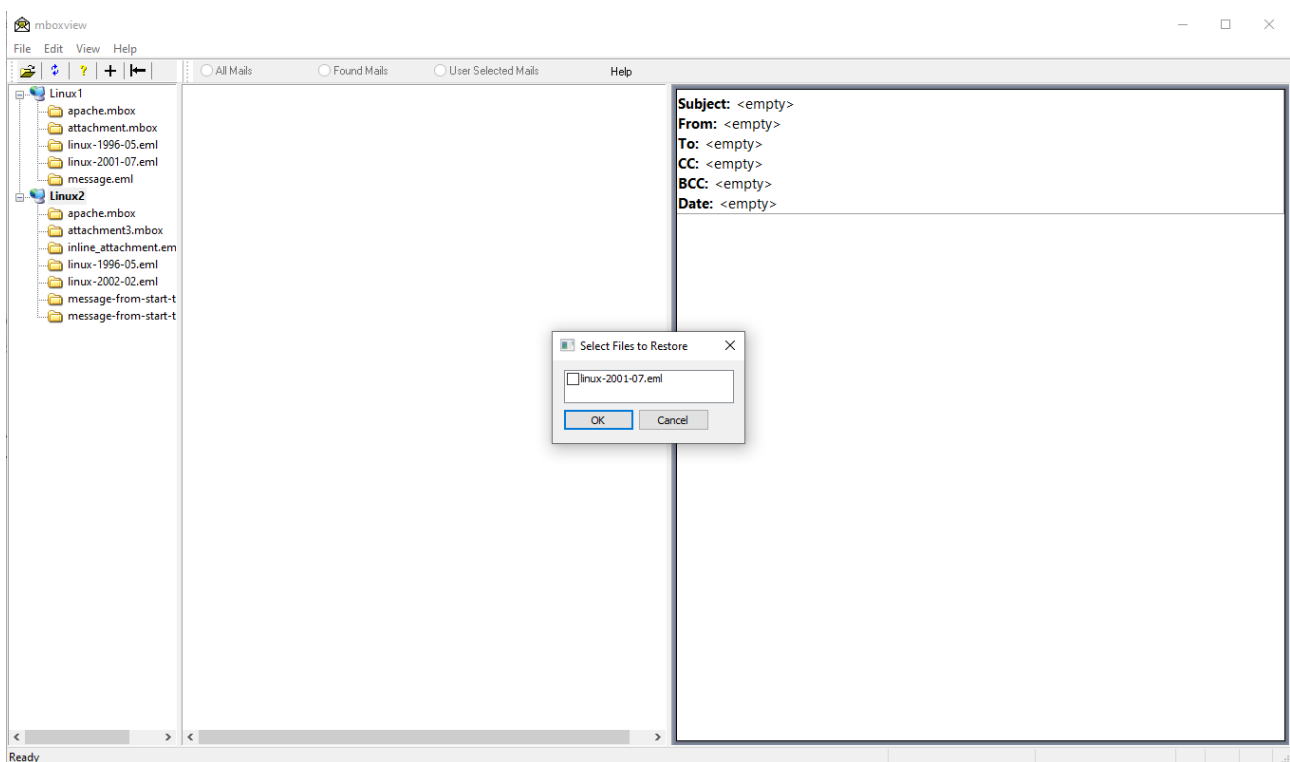 mboxview
File Edit View Help
? All Mails Found Mails User Selected Mails Help
Linux1
apache.mbox
attachment.mbox
linux-1996-05.eml
linux-2001-07.eml
message.eml
Linux2
apache.mbox
attachment3.mbox
inline_attachment.em
linux-1996-05.eml
linux-2002-02.eml
message-from-start-t
message-from-start-t
Subject: <empty>
From: <empty>
To: <empty>
CC: <empty>
BCC: <empty>
Date: <empty>
Select Files to Restore
linux-2001-07.eml
OK Cancel
Ready